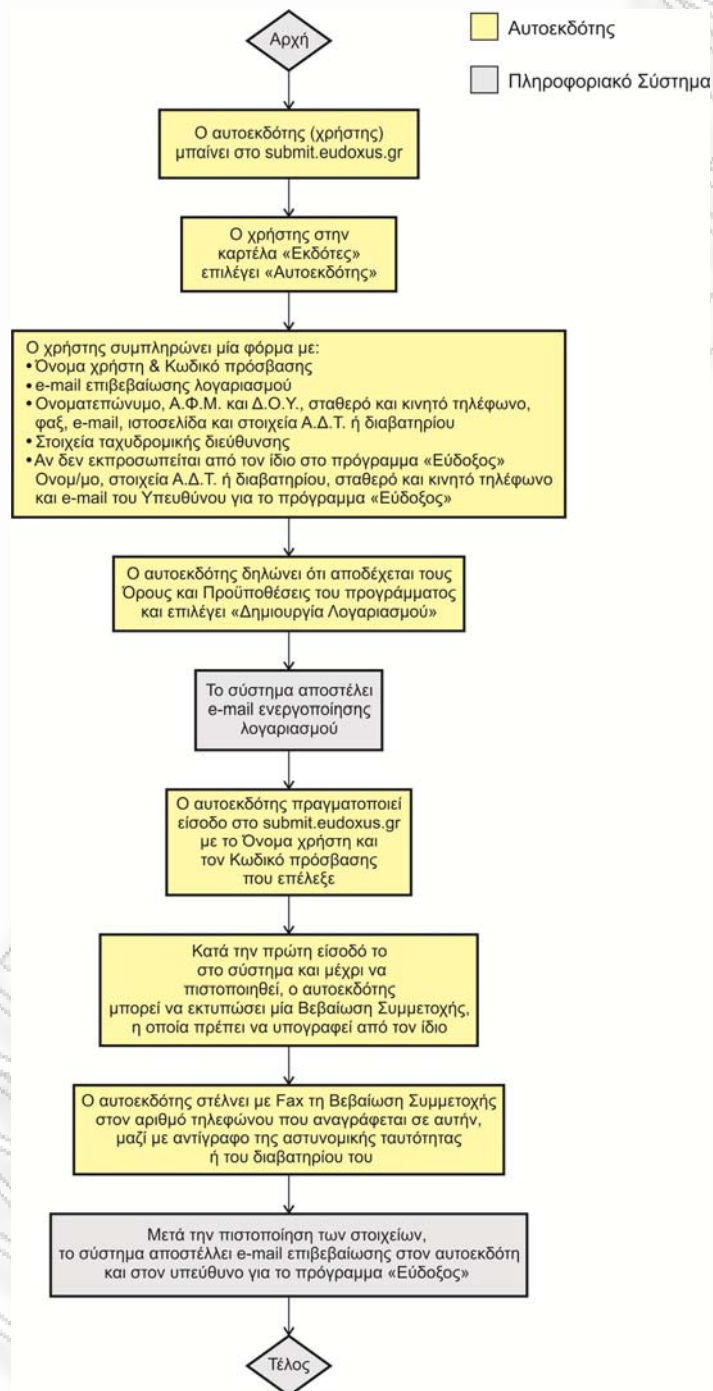 Αρχή
Αυτοεκδότης
Πληροφοριακό Σύστημα
Ο αυτοεκδότης (χρήστης)
μπαίνει στο submit.eudoxus.gr
Ο χρήστης στην
καρτέλα «Εκδότες»
επιλέγει «Αυτοεκδότης»
Ο χρήστης συμπληρώνει μία φόρμα με:
• Όνομα χρήστη & Κωδικό πρόσβασης
• e-mail επιβεβαίωσης λογαριασμού
• Ονοματεπώνυμο, Α.Φ.Μ. και Δ.Ο.Υ., σταθερό και κινητό τηλέφωνο,
φαξ, e-mail, ιστοσελίδα και στοιχεία Α.Δ.Τ. ή διαβατηρίου
• Στοιχεία ταχυδρομικής διεύθυνσης
• Αν δεν εκπροσωπείται από τον ίδιο στο πρόγραμμα «Εύδοξος»
Ονομ/μο, στοιχεία Α.Δ.Τ. ή διαβατηρίου, σταθερό και κινητό τηλέφωνο
και e-mail του Υπευθύνου για το πρόγραμμα «Εύδοξος»
Ο αυτοεκδότης δηλώνει ότι αποδέχεται τους
Όρους και Προϋποθέσεις του προγράμματος
και επιλέγει «Δημιουργία Λογαριασμού»
Το σύστημα αποστέλει
e-mail ενεργοποίησης
λογαριασμού
Ο αυτοεκδότης πραγματοποιεί
είσοδο στο submit.eudoxus.gr
με το Όνομα χρήστη και
τον Κωδικό πρόσβασης
που επέλεξε
Κατά την πρώτη είσοδό το
στο σύστημα και μέχρι να
πιστοποιηθεί, ο αυτοεκδότης
μπορεί να εκτυπώσει μία Βεβαίωση Συμμετοχής,
η οποία πρέπει να υπογραφεί από τον ίδιο
Ο αυτοεκδότης στέλνει με Fax τη Βεβαίωση Συμμετοχής
στον αριθμό τηλεφώνου που αναγράφεται σε αυτήν,
μαζί με αντίγραφο της αστυνομικής ταυτότητας
ή του διαβατηρίου του
Μετά την πιστοποίηση των στοιχείων,
το σύστημα αποστέλλει e-mail επιβεβαίωσης στον αυτοεκδότη
και στον υπεύθυνο για το πρόγραμμα «Εύδοξος»
Τέλος